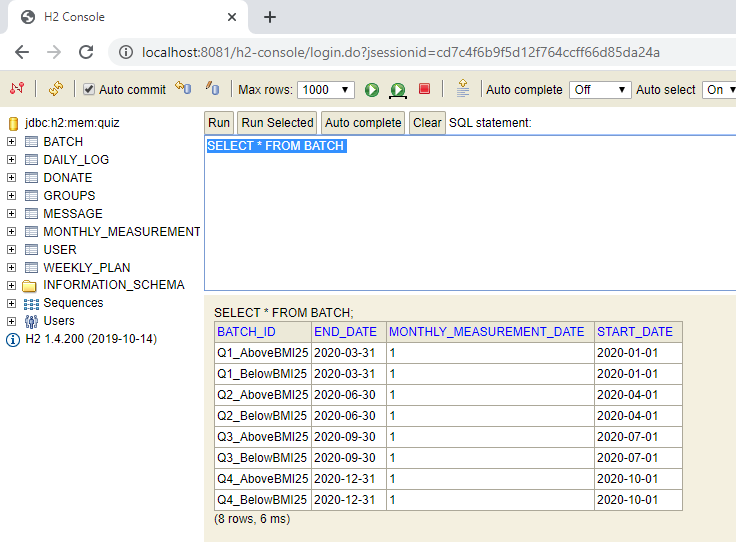 H2 Console
localhost:8081/h2-console/login.do?jsessionid=cd7c4f6b9f5d12f764ccff66d85da24a
Auto commit Max rows: 1000 Auto complete Off Auto select On
jdbc:h2:mem:quiz
BATCH
DAILY_LOG
DONATE
GROUPS
MESSAGE
MONTHLY_MEASUREMENT
USER
WEEKLY_PLAN
INFORMATION_SCHEMA
Sequences
Users
H2 1.4.200 (2019-10-14)
Run Run Selected Auto complete Clear SQL statement:
SELECT * FROM BATCH
SELECT * FROM BATCH;
BATCH_ID END_DATE MONTHLY_MEASUREMENT_DATE START_DATE
Q1_AboveBMI25 2020-03-31 1 2020-01-01
Q1_BelowBMI25 2020-03-31 1 2020-01-01
Q2_AboveBMI25 2020-06-30 1 2020-04-01
Q2_BelowBMI25 2020-06-30 1 2020-04-01
Q3_AboveBMI25 2020-09-30 1 2020-07-01
Q3_BelowBMI25 2020-09-30 1 2020-07-01
Q4_AboveBMI25 2020-12-31 1 2020-10-01
Q4_BelowBMI25 2020-12-31 1 2020-10-01
(8 rows, 6 ms)